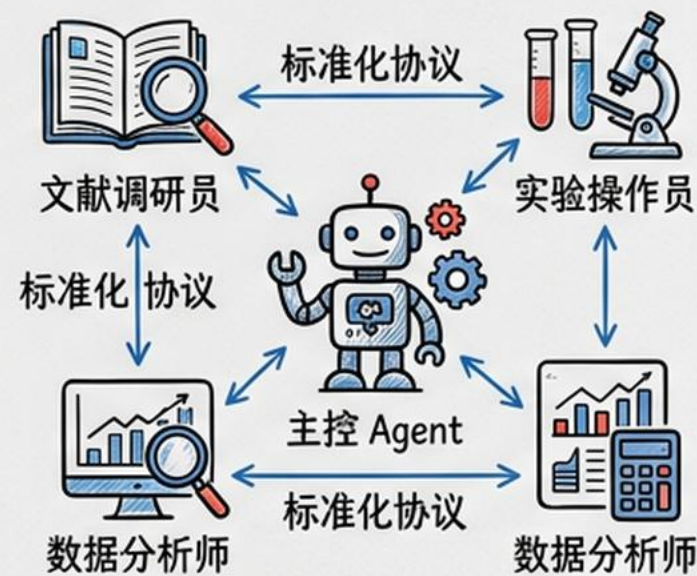 标准化协议
文献调研员
实验操作员
标准化 协议
主控 Agent
标准化协议
数据分析师
数据分析师